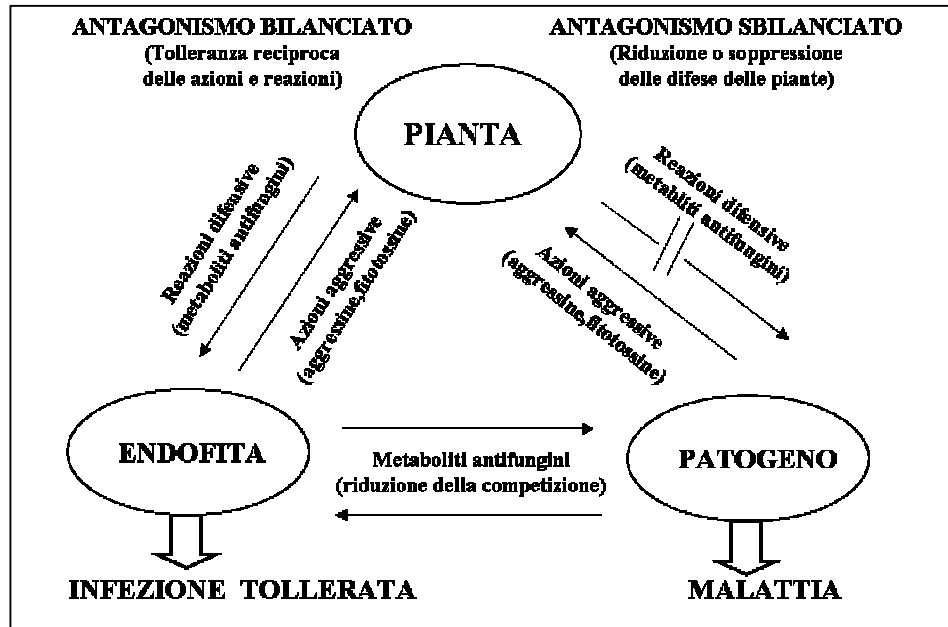 ANTAGONISMO BILANCIATO
(Tolleranza reciproca
delle azioni e reazioni)
ANTAGONISMO SBILANCIATO
(Riduzione o soppressione
delle difese delle piante)
PIANTA
Reazioni difensive
(metaboliti antifungini)
Azioni aggressive
(aggressine,fitotossine)
Azioni aggressive
(aggressine,fitotossine)
Reazioni difensive
(metabliti antifungini)
ENDOFITA
Metaboliti antifungini
(riduzione della competizione)
PATOGENO
INFEZIONE TOLLERATA
MALATTIA